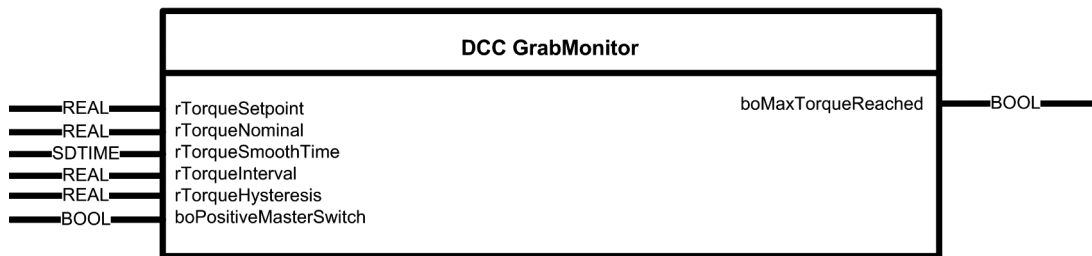 DCC GrabMonitor
REAL rTorqueSetpoint boMaxTorqueReached BOOL
REAL rTorqueNominal
SDTIME rTorqueSmoothTime
REAL rTorqueInterval
REAL rTorqueHysteresis
BOOL boPositiveMasterSwitch